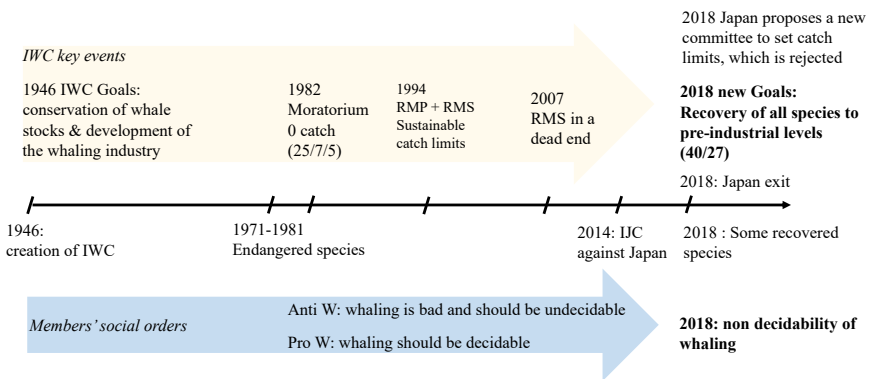 2018 Japan proposes a new
committee to set catch
limits, which is rejected
IWC key events
1946 IWC Goals:
conservation of whale
stocks & development of
the whaling industry
1982
Moratorium
0 catch
(25/7/5)
1994
RMP + RMS
Sustainable
catch limits
2007
RMS in a
dead end
2018 new Goals:
Recovery of all species to
pre-industrial levels
(40/27)
2018: Japan exit
1946:
creation of IWC
1971-1981
Endangered species
2014: IJC
against Japan
2018 : Some recovered
species
Members' social orders
Anti W: whaling is bad and should be undecidable
Pro W: whaling should be decidable
2018: non decidability of
whaling